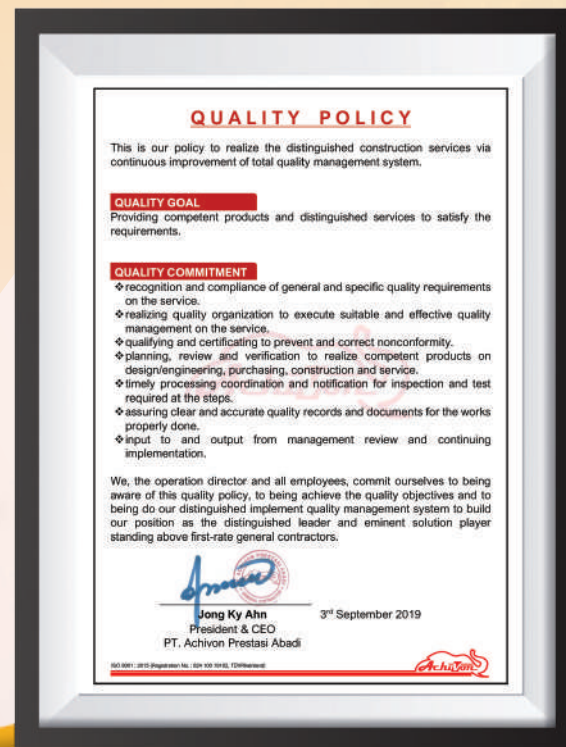 QUALITY POLICY
This is our policy to realize the distinguished construction services via
continuous improvement of total quality management system.
QUALITY GOAL
Providing competent products and distinguished services to satisfy the
requirements.
QUALITY COMMITMENT
❖recognition and compliance of general and specific quality requirements
on the service.
❖realizing quality organization to execute suitable and effective quality
management on the service.
❖qualifying and certificating to prevent and correct nonconformity.
❖planning, review and verification to realize competent products on
design/engineering, purchasing, construction and service.
❖timely processing coordination and notification for inspection and test
required at the steps.
❖assuring clear and accurate quality records and documents for the works
properly done.
❖input to and output from management review and continuing
implementation.
We, the operation director and all employees, commit ourselves to being
aware of this quality policy, to being achieve the quality objectives and to
being do our distinguished implement quality management system to build
our position as the distinguished leader and eminent solution player
standing above first-rate general contractors.
Jong Ky Ahn 3rd September 2019
President & CEO
PT. Achivon Prestasi Abadi
ISO 9001 : 2015 (Registration No. : 824 100 19102, TÜVRheinland)
Achivon